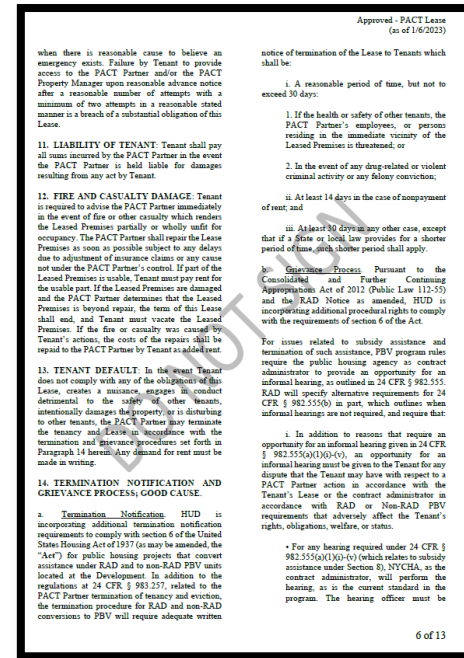 Approved - PACT Lease
(as of 1/6/2023)
when there is reasonable cause to believe an
emergency exists. Failure by Tenant to provide
access to the PACT Partner and/or the PACT
Property Manager upon reasonable advance notice
after a reasonable number of attempts with a
minimum of two attempts in a reasonable stated
manner is a breach of a substantial obligation of this
Lease.
11. LIABILITY OF TENANT: Tenant shall pay
all sums incurred by the PACT Partner in the event
the PACT Partner is held liable for damages
resulting from any act by Tenant.
12. FIRE AND CASUALTY DAMAGE: Tenant
is required to advise the PACT Partner immediately
in the event of fire or other casualty which renders
the Leased Premises partially or wholly unfit for
occupancy. The PACT Partner shall repair the Lease
Premises as soon as possible subject to any delays
due to adjustment of insurance claims or any cause
not under the PACT Partner's control. If part of the
Leased Premises is usable, Tenant must pay rent for
the usable part. If the Leased Premises are damaged
and the PACT Partner determines that the Leased
Premises is beyond repair, the term of this Lease
shall end, and Tenant must vacate the Leased
Premises. If the fire or casualty was caused by
Tenant's actions, the costs of the repairs shall be
repaid to the PACT Partner by Tenant as added rent.
13. TENANT DEFAULT: In the event Tenant
does not comply with any of the obligations of this
Lease, creates a nuisance, engages in conduct
detrimental to the safety of other tenants,
intentionally damages the property, or is disturbing
to other tenants, the PACT Partner may terminate
the tenancy and Lease in accordance with the
termination and grievance procedures set forth in
Paragraph 14 herein. Any demand for rent must be
made in writing.
14. TERMINATION NOTIFICATION AND
GRIEVANCE PROCESS; GOOD CAUSE.
a. Termination Notification. HUD is
incorporating additional termination notification
requirements to comply with section 6 of the United
States Housing Act of 1937 (as may be amended, the
"Act") for public housing projects that convert
assistance under RAD and to non-RAD PBV units
located at the Development. In addition to the
regulations at 24 CFR § 983.257, related to the
PACT Partner termination of tenancy and eviction,
the termination procedure for RAD and non-RAD
conversions to PBV will require adequate written
notice of termination of the Lease to Tenants which
shall be:
i. A reasonable period of time, but not to
exceed 30 days:
1. If the health or safety of other tenants, the
PACT Partner's employees, or persons
residing in the immediate vicinity of the
Leased Premises is threatened; or
2. In the event of any drug-related or violent
criminal activity or any felony conviction;
ii. At least 14 days in the case of nonpayment
of rent; and
iii. At least 30 days in any other case, except
that if a State or local law provides for a shorter
period of time, such shorter period shall apply.
b. Grievance Process. Pursuant to the
Consolidated and Further Continuing
Appropriations Act of 2012 (Public Law 112-55)
and the RAD Notice as amended, HUD is
incorporating additional procedural rights to comply
with the requirements of section 6 of the Act.
For issues related to subsidy assistance and
termination of such assistance, PBV program rules
require the public housing agency as contract
administrator to provide an opportunity for an
informal hearing, as outlined in 24 CFR § 982.555.
RAD will specify alternative requirements for 24
CFR § 982.555(b) in part, which outlines when
informal hearings are not required, and require that:
i. In addition to reasons that require an
opportunity for an informal hearing given in 24 CFR
§ 982.555(a)(1)(i)-(v), an opportunity for an
informal hearing must be given to the Tenant for any
dispute that the Tenant may have with respect to a
PACT Partner action in accordance with the
Tenant's Lease or the contract administrator in
accordance with RAD or Non-RAD PBV
requirements that adversely affect the Tenant's
rights, obligations, welfare, or status.
• For any hearing required under 24 CFR §
982.555(a)(1)(i)-(v) (which relates to subsidy
assistance under Section 8), NYCHA, as the
contract administrator, will perform the
hearing, as is the current standard in the
program. The hearing officer must be
DO NOT SIGN
6 of 13